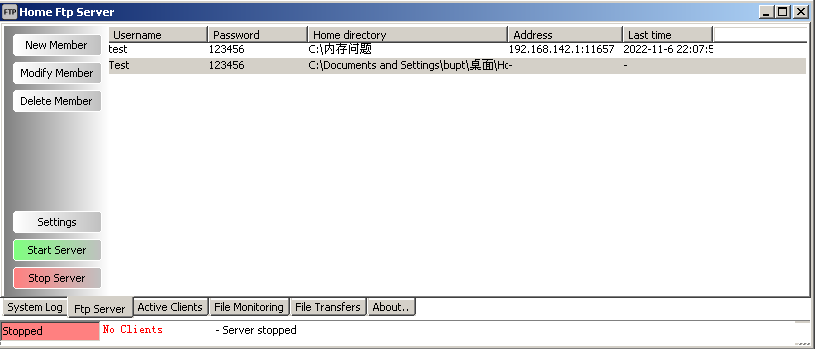 FTP Home Ftp Server
New Member
Modify Member
Delete Member
Settings
Start Server
Stop Server
Username Password Home directory Address Last time
test 123456 C:\内存问题 192.168.142.1:11657 2022-11-6 22:07:5
Test 123456 C:\Documents and Settings\bupt\桌面\Hc- -
System Log Ftp Server Active Clients File Monitoring File Transfers About..
Stopped No Clients - Server stopped